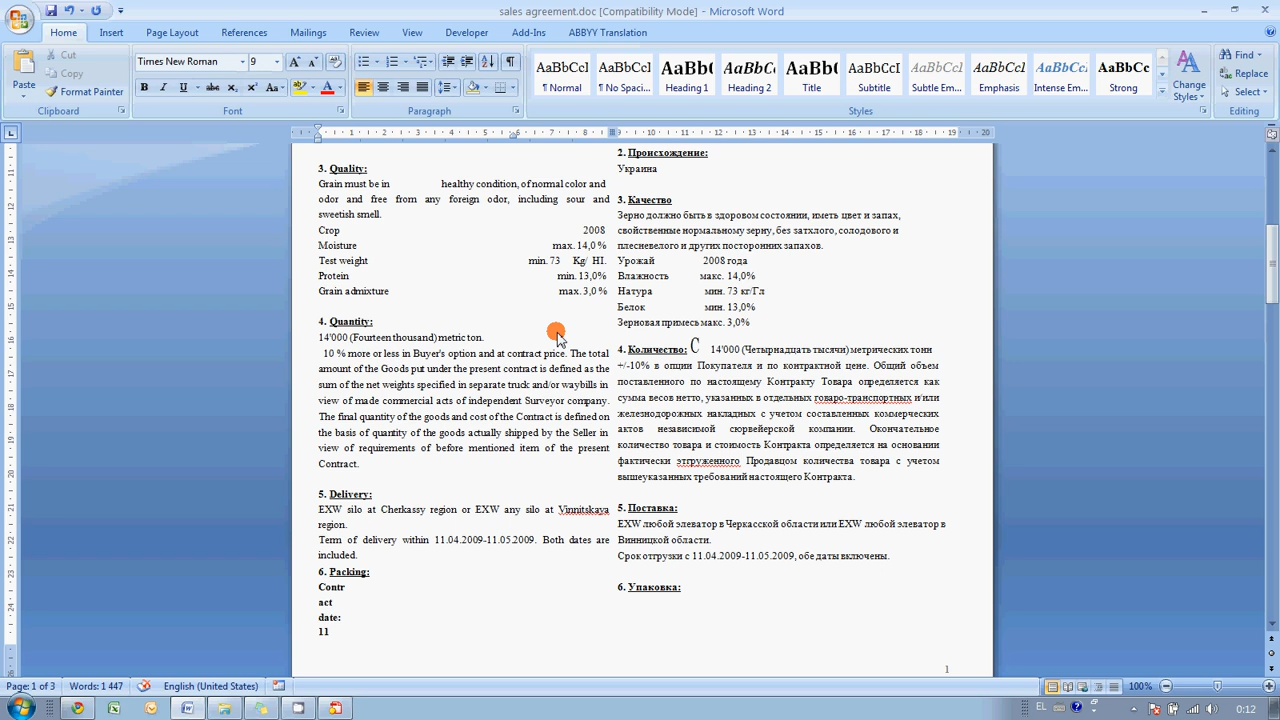 sales agreement.doc [Compatibility Mode] - Microsoft Word
Home Insert Page Layout References Mailings Review View Developer Add-Ins ABBYY Translation
Paste Cut Copy Format Painter Clipboard
Times New Roman 9 Font
Paragraph
AaBbCcI AaBbCcI AaBb( AaBbC( AaBb( AaBbCcI AaBbCcI AaBbCcI AaBbCcI AaBbCc
¶ Normal ¶ No Spaci... Heading 1 Heading 2 Title Subtitle Subtle Em... Emphasis Intense Em... Strong
Change Styles Styles
Find Replace Select Editing
3. Quality:
Grain must be in healthy condition, of normal color and
odor and free from any foreign odor, including sour and
sweetish smell.
Crop 2008
Moisture max. 14,0 %
Test weight min. 73 Kg/ HI.
Protein min. 13,0%
Grain admixture max. 3,0 %
4. Quantity:
14'000 (Fourteen thousand) metric ton.
10 % more or less in Buyer's option and at contract price. The total
amount of the Goods put under the present contract is defined as the
sum of the net weights specified in separate truck and/or waybills in
view of made commercial acts of independent Surveyor company.
The final quantity of the goods and cost of the Contract is defined on
the basis of quantity of the goods actually shipped by the Seller in
view of requirements of before mentioned item of the present
Contract.
5. Delivery:
EXW silo at Cherkassy region or EXW any silo at Vinnitskaya
region.
Term of delivery within 11.04.2009-11.05.2009. Both dates are
included.
6. Packing:
Contr
act
date:
11
2. Происхождение:
Украина
3. Качество
Зерно должно быть в здоровом состоянии, иметь цвет и запах,
свойственные нормальному зерну, без затхлого, солодового и
плесневелого и других посторонних запахов.
Урожай 2008 года
Влажность макс. 14,0%
Натура мин. 73 кг/Гл
Белок мин. 13,0%
Зерновая примесь макс. 3,0%
4. Количество: С 14'000 (Четырнадцать тысячи) метрических тонн
+/-10% в опции Покупателя и по контрактной цене. Общий объем
поставленного по настоящему Контракту Товара определяется как
сумма весов нетто, указанных в отдельных товаро-транспортных и/или
железнодорожных накладных с учетом составленных коммерческих
актов независимой сюрвейерской компании. Окончательное
количество товара и стоимость Контракта определяется на основании
фактически этгруженного Продавцом количества товара с учетом
вышеуказанных требований настоящего Контракта.
5. Поставка:
EXW любой элеватор в Черкасской области или EXW любой элеватор в
Винницкой области.
Срок отгрузки с 11.04.2009-11.05.2009, обе даты включены.
6. Упаковка:
1
Page: 1 of 3 Words: 1 447 English (United States) 100%
EL 0:12